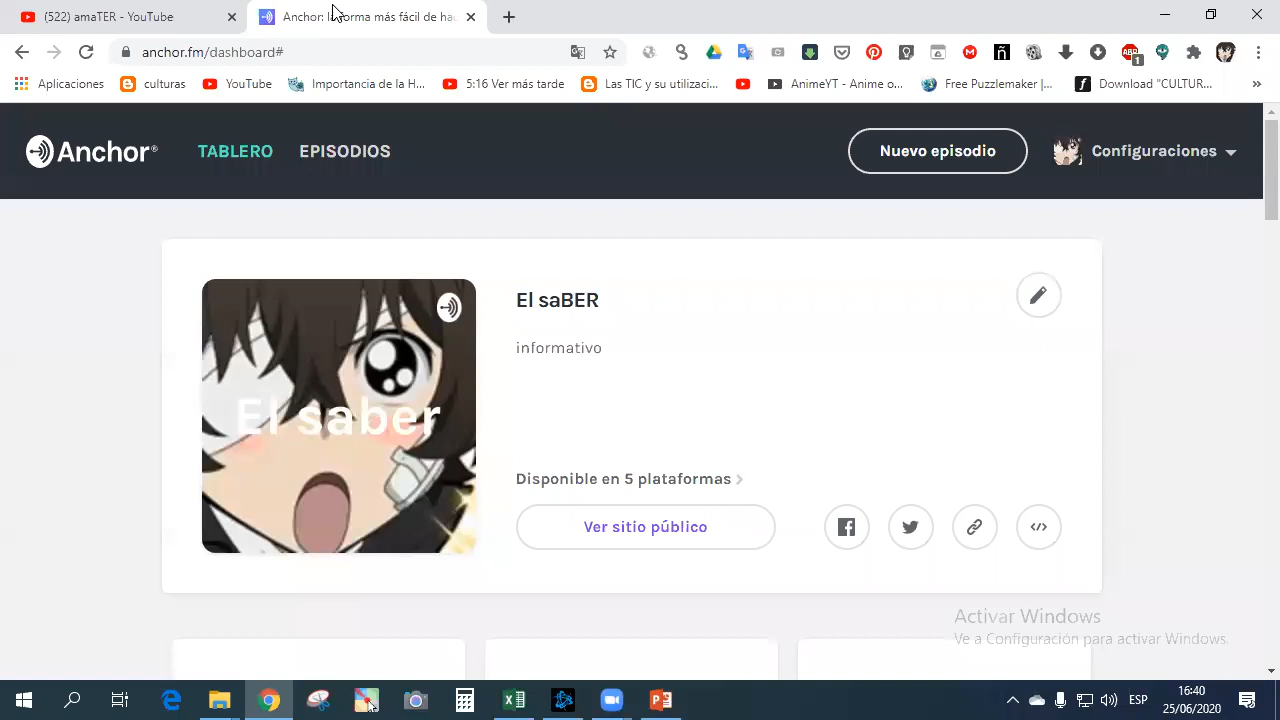 (522) amaTER - YouTube
Anchor: la forma más fácil de hac
anchor.fm/dashboard#
1
Aplicaciones
culturas
YouTube
Importancia de la H...
5:16 Ver más tarde
Las TIC y su utilizaci...
AnimeYT - Anime o...
Free Puzzlemaker |...
Download "CULTUR...
»
Anchor®
TABLERO
EPISODIOS
Nuevo episodio
Configuraciones
El saber
El saBER
informativo
Disponible en 5 plataformas
Ver sitio público
Activar Windows
Ve a Configuración para activar Windows.
ESP
16:40
25/06/2020